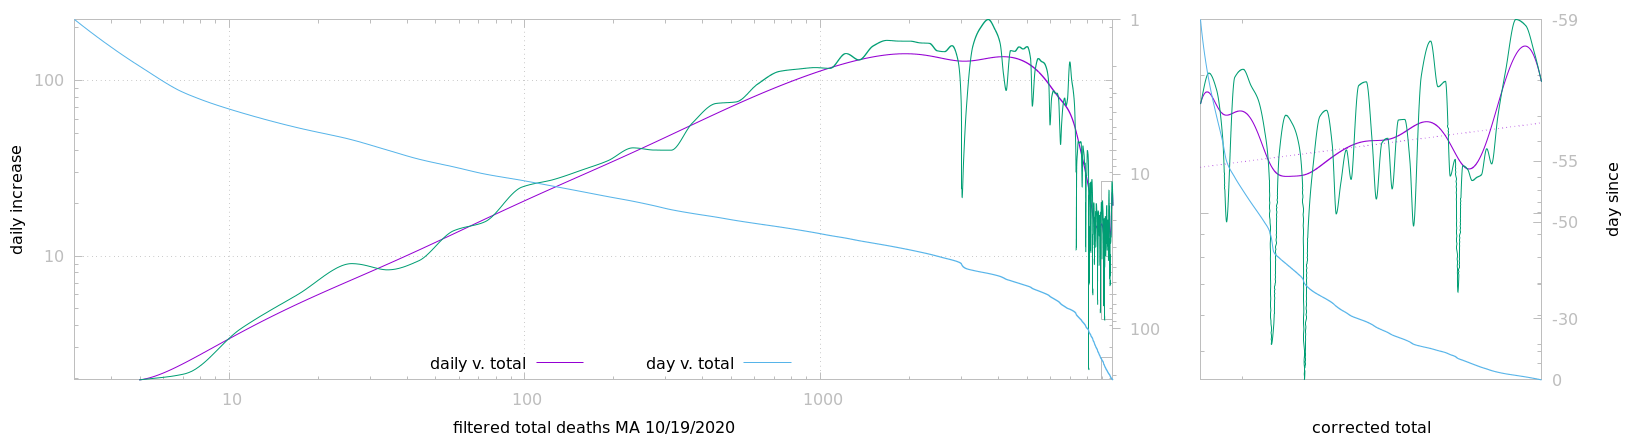 1
-59
100
daily increase
-55
10
day since
-50
10
-30
100
daily v. total
day v. total
0
10
100
1000
filtered total deaths MA 10/19/2020
corrected total